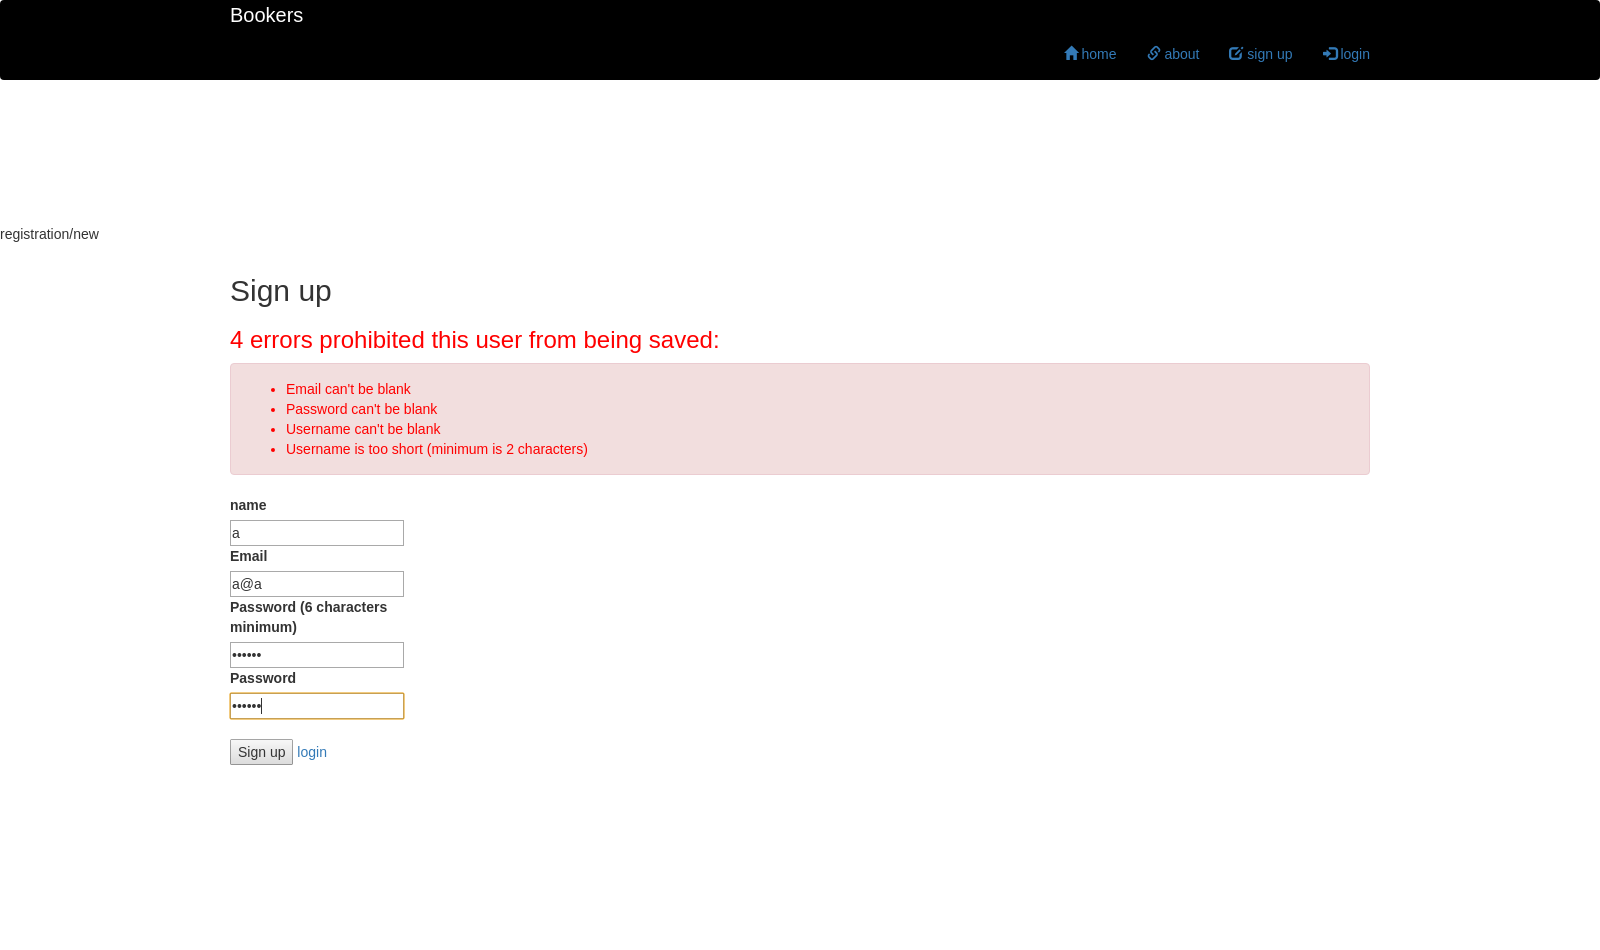 Bookers
home about sign up login
registration/new
Sign up
4 errors prohibited this user from being saved:
Email can't be blank
Password can't be blank
Username can't be blank
Username is too short (minimum is 2 characters)
name
a
Email
a@a
Password (6 characters
minimum)
••••••
Password
••••••
Sign up login